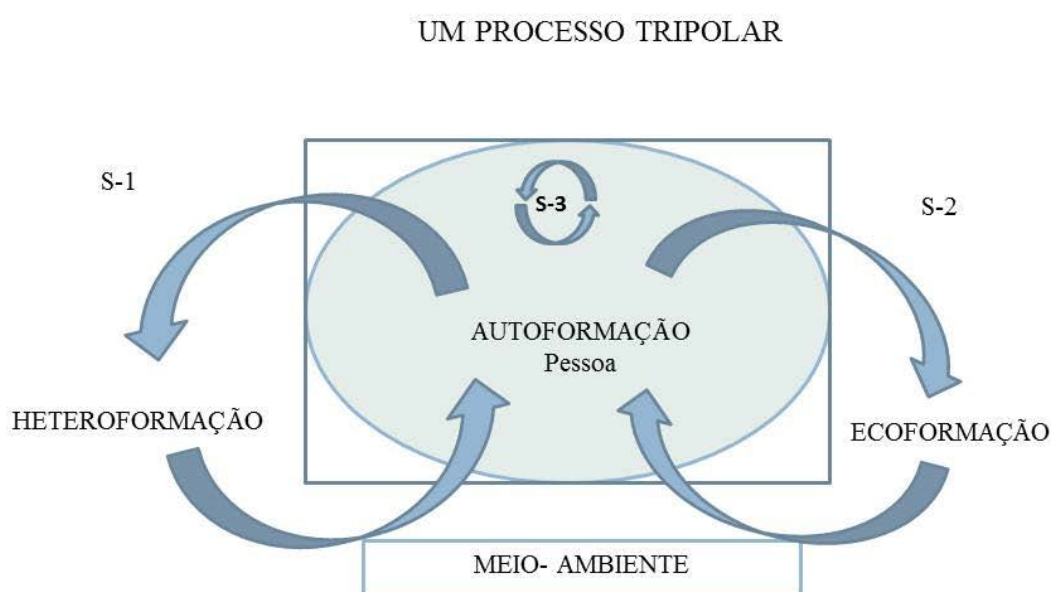 UM PROCESSO TRIPOLAR
S-1
S-3
S-2
AUTOFORMAÇÃO
Pessoa
HETEROFORMAÇÃO
ECOFORMAÇÃO
MEIO- AMBIENTE